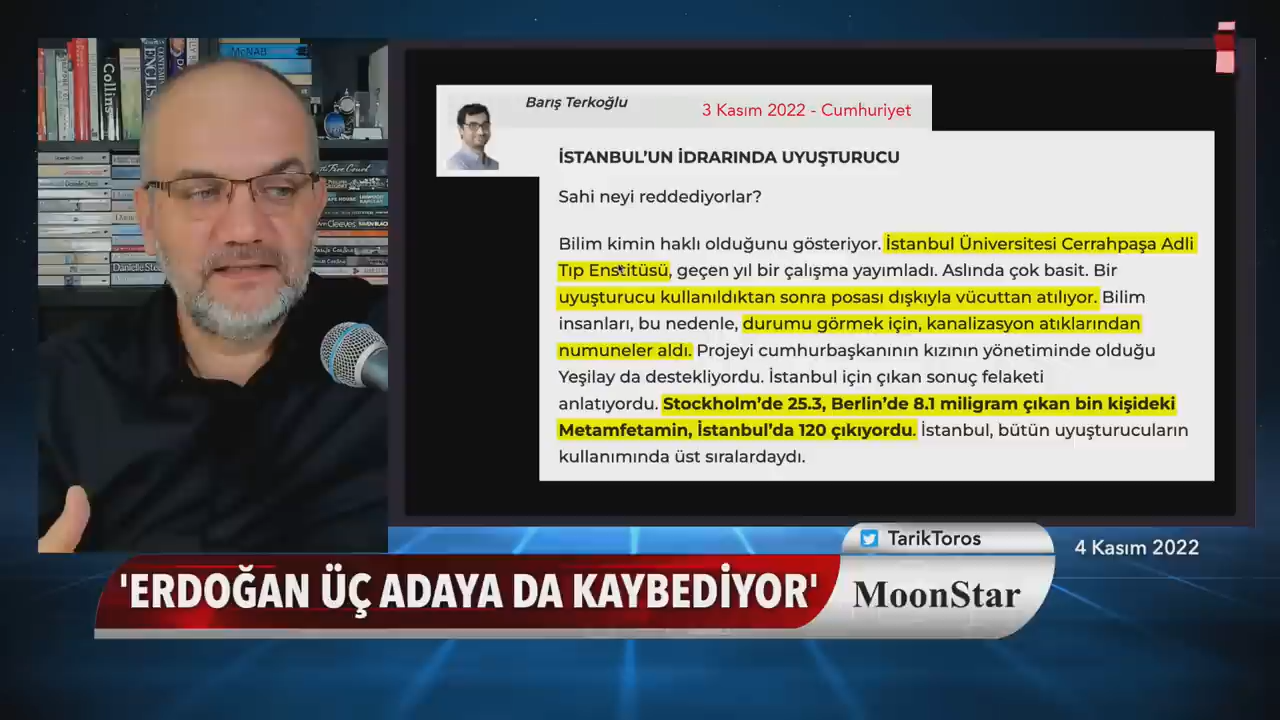 McNAB
Collins
Danielle Steel
Barış Terkoğlu
3 Kasım 2022 - Cumhuriyet
İSTANBUL'UN İDRARINDA UYUŞTURUCU
Sahi neyi reddediyorlar?
Bilim kimin haklı olduğunu gösteriyor. İstanbul Üniversitesi Cerrahpaşa Adli
Tıp Enstitüsü, geçen yıl bir çalışma yayımladı. Aslında çok basit. Bir
uyuşturucu kullanıldıktan sonra posası dışkıyla vücuttan atılıyor. Bilim
insanları, bu nedenle, durumu görmek için, kanalizasyon atıklarından
numuneler aldı. Projeyi cumhurbaşkanının kızının yönetiminde olduğu
Yeşilay da destekliyordu. İstanbul için çıkan sonuç felaketi
anlatıyordu. Stockholm'de 25.3, Berlin'de 8.1 miligram çıkan bin kişideki
Metamfetamin, İstanbul'da 120 çıkıyordu. İstanbul, bütün uyuşturucuların
kullanımında üst sıralardaydı.
TarikToros
4 Kasım 2022
'ERDOĞAN ÜÇ ADAYA DA KAYBEDİYOR'
MoonStar